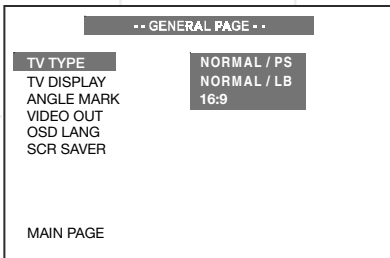 -- GENERAL PAGE --
TV TYPE NORMAL / PS
TV DISPLAY NORMAL / LB
ANGLE MARK 16:9
VIDEO OUT
OSD LANG
SCR SAVER
MAIN PAGE